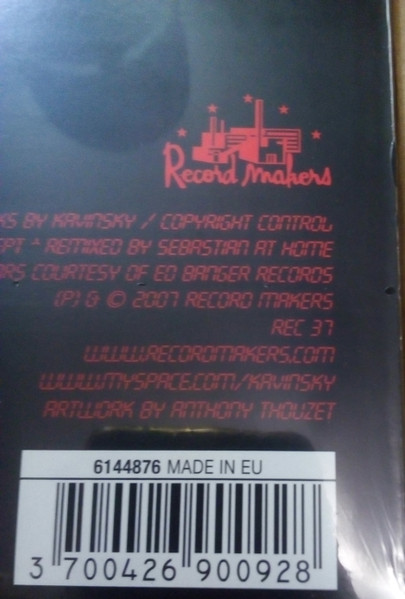 Record Makers
KS BY KAVINSKY / COPYRIGHT CONTROL
EPT * REMIXED BY SEBASTIAN AT HOME
ARS COURTESY OF ED BANGER RECORDS
(P) & © 2007 RECORD MAKERS
REC 37
WWW.RECORDMAKERS.COM
WWW.MYSPACE.COM/KAVINSKY
ARTWORK BY ANTHONY THOUZET
6144876 MADE IN EU
3 700426 900928